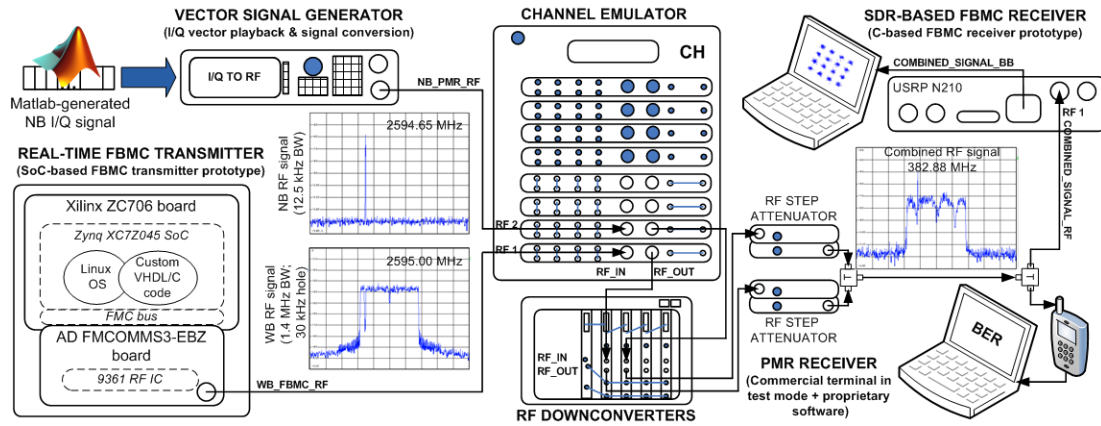 VECTOR SIGNAL GENERATOR
(I/Q vector playback & signal conversion)
I/Q TO RF
NB_PMR_RF
Matlab-generated
NB I/Q signal
REAL-TIME FBMC TRANSMITTER
(SoC-based FBMC transmitter prototype)
Xilinx ZC706 board
Zynq XC7Z045 SoC
Linux
OS
Custom
VHDL/C
code
FMC bus
AD FMCOMMS3-EBZ
board
9361 RF IC
WB_FBMC_RF
NB RF signal
(12.5 kHz BW)
2594.65 MHz
WB RF signal
(1.4 MHz BW;
30 kHz hole)
2595.00 MHz
CHANNEL EMULATOR
CH
RF 2
RF 1
RF_IN
RF_OUT
RF_IN
RF_OUT
RF DOWNCONVERTERS
RF STEP
ATTENUATOR
RF STEP
ATTENUATOR
SDR-BASED FBMC RECEIVER
(C-based FBMC receiver prototype)
COMBINED_SIGNAL_BB
USRP N210
RF 1
COMBINED_SIGNAL_RF
Combined RF signal
382.88 MHz
T
T
PMR RECEIVER
(Commercial terminal in
test mode + proprietary
software)
BER